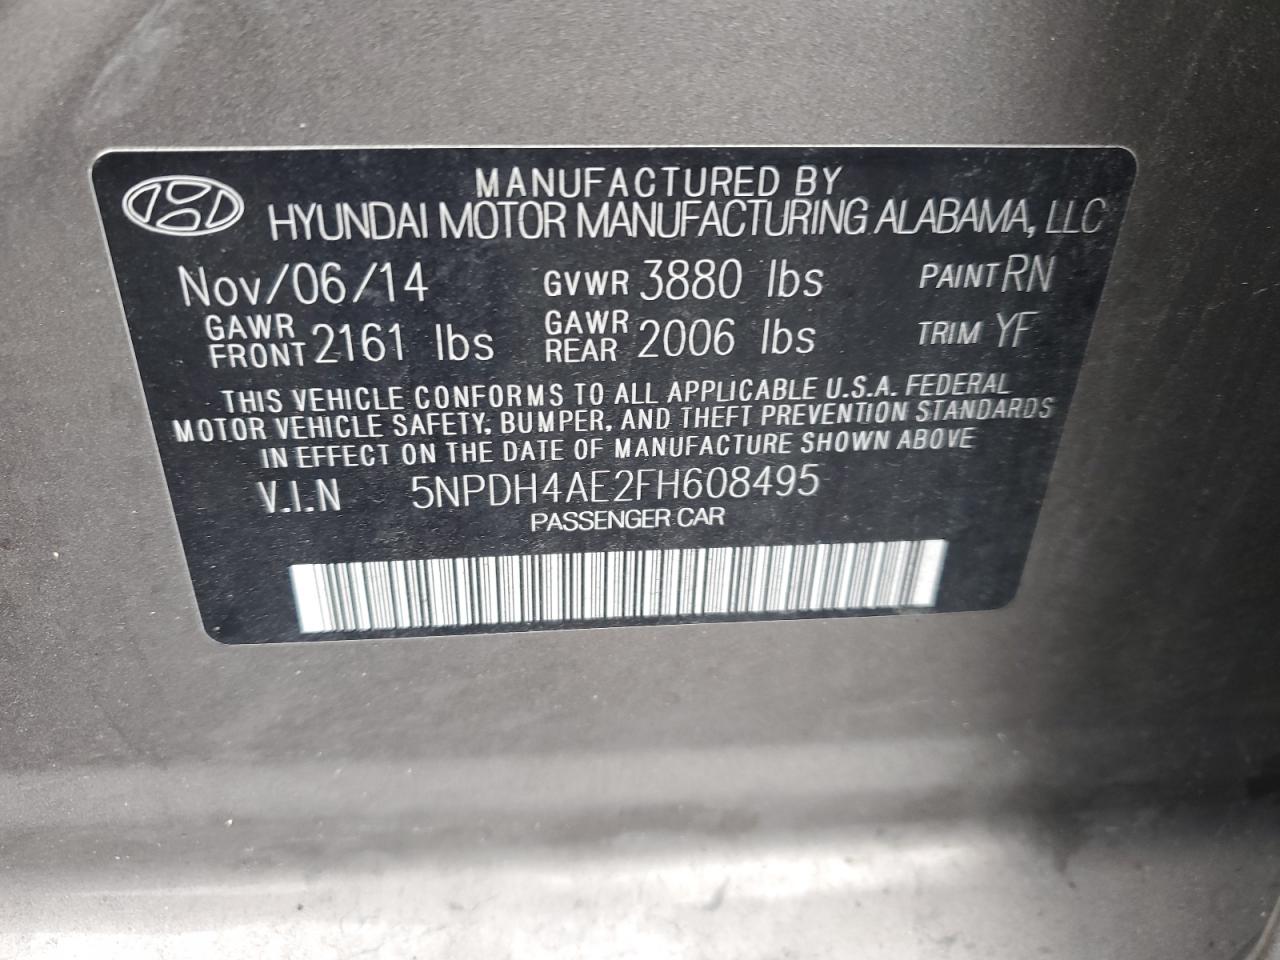 MANUFACTURED BY
HYUNDAI MOTOR MANUFACTURING ALABAMA, LLC
Nov/06/14 GVWR 3880 lbs PAINT RN
GAWR FRONT 2161 lbs GAWR REAR 2006 lbs TRIM YF
THIS VEHICLE CONFORMS TO ALL APPLICABLE U.S.A. FEDERAL
MOTOR VEHICLE SAFETY, BUMPER, AND THEFT PREVENTION STANDARDS
IN EFFECT ON THE DATE OF MANUFACTURE SHOWN ABOVE
V.I.N 5NPDH4AE2FH608495
PASSENGER CAR